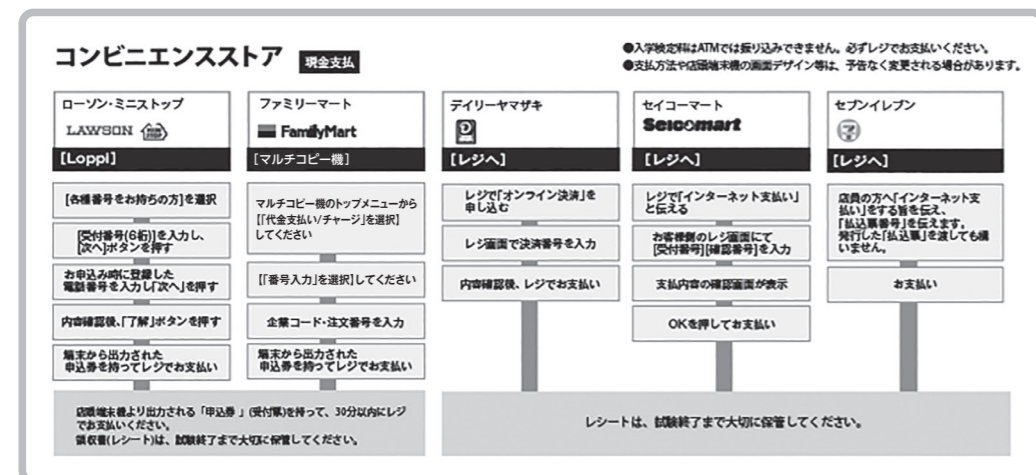 コンビニエンスストア 現金支払
●入学検定料はATMでは振り込みできません。必ずレジでお支払いください。
●支払方法や店頭端末機の画面デザイン等は、予告なく変更される場合があります。
ローソン・ミニストップ
LAWSON
[Loppi]
[各種番号をお持ちの方]を選択
[受付番号(6桁)]を入力し、
[次へ]ボタンを押す
お申込み時に登録した
電話番号を入力し「次へ」を押す
内容確認後、「了解」ボタンを押す
端末から出力された
申込券を持ってレジでお支払い
ファミリーマート
FamilyMart
[マルチコピー機]
マルチコピー機のトップメニューから
【「代金支払い/チャージ」を選択】
してください
【「番号入力」を選択】してください
企業コード・注文番号を入力
端末から出力された
申込券を持ってレジでお支払い
店頭端末機より出力される「申込券」(受付票)を持って、30分以内にレジ
でお支払いください。
領収書(レシート)は、試験終了まで大切に保管してください。
デイリーヤマザキ
[レジへ]
レジで「オンライン決済」を
申し込む
レジ画面で決済番号を入力
内容確認後、レジでお支払い
セイコーマート
Seicomart
[レジへ]
レジで「インターネット支払い」
と伝える
お客様側のレジ画面にて
[受付番号][確認番号]を入力
支払内容の確認画面が表示
OKを押してお支払い
セブンイレブン
[レジへ]
店員の方へ「インターネット支
払い」をする旨を伝え、
「払込票番号」を伝えます。
発行した「払込票」を渡しても構
いません。
お支払い
レシートは、試験終了まで大切に保管してください。